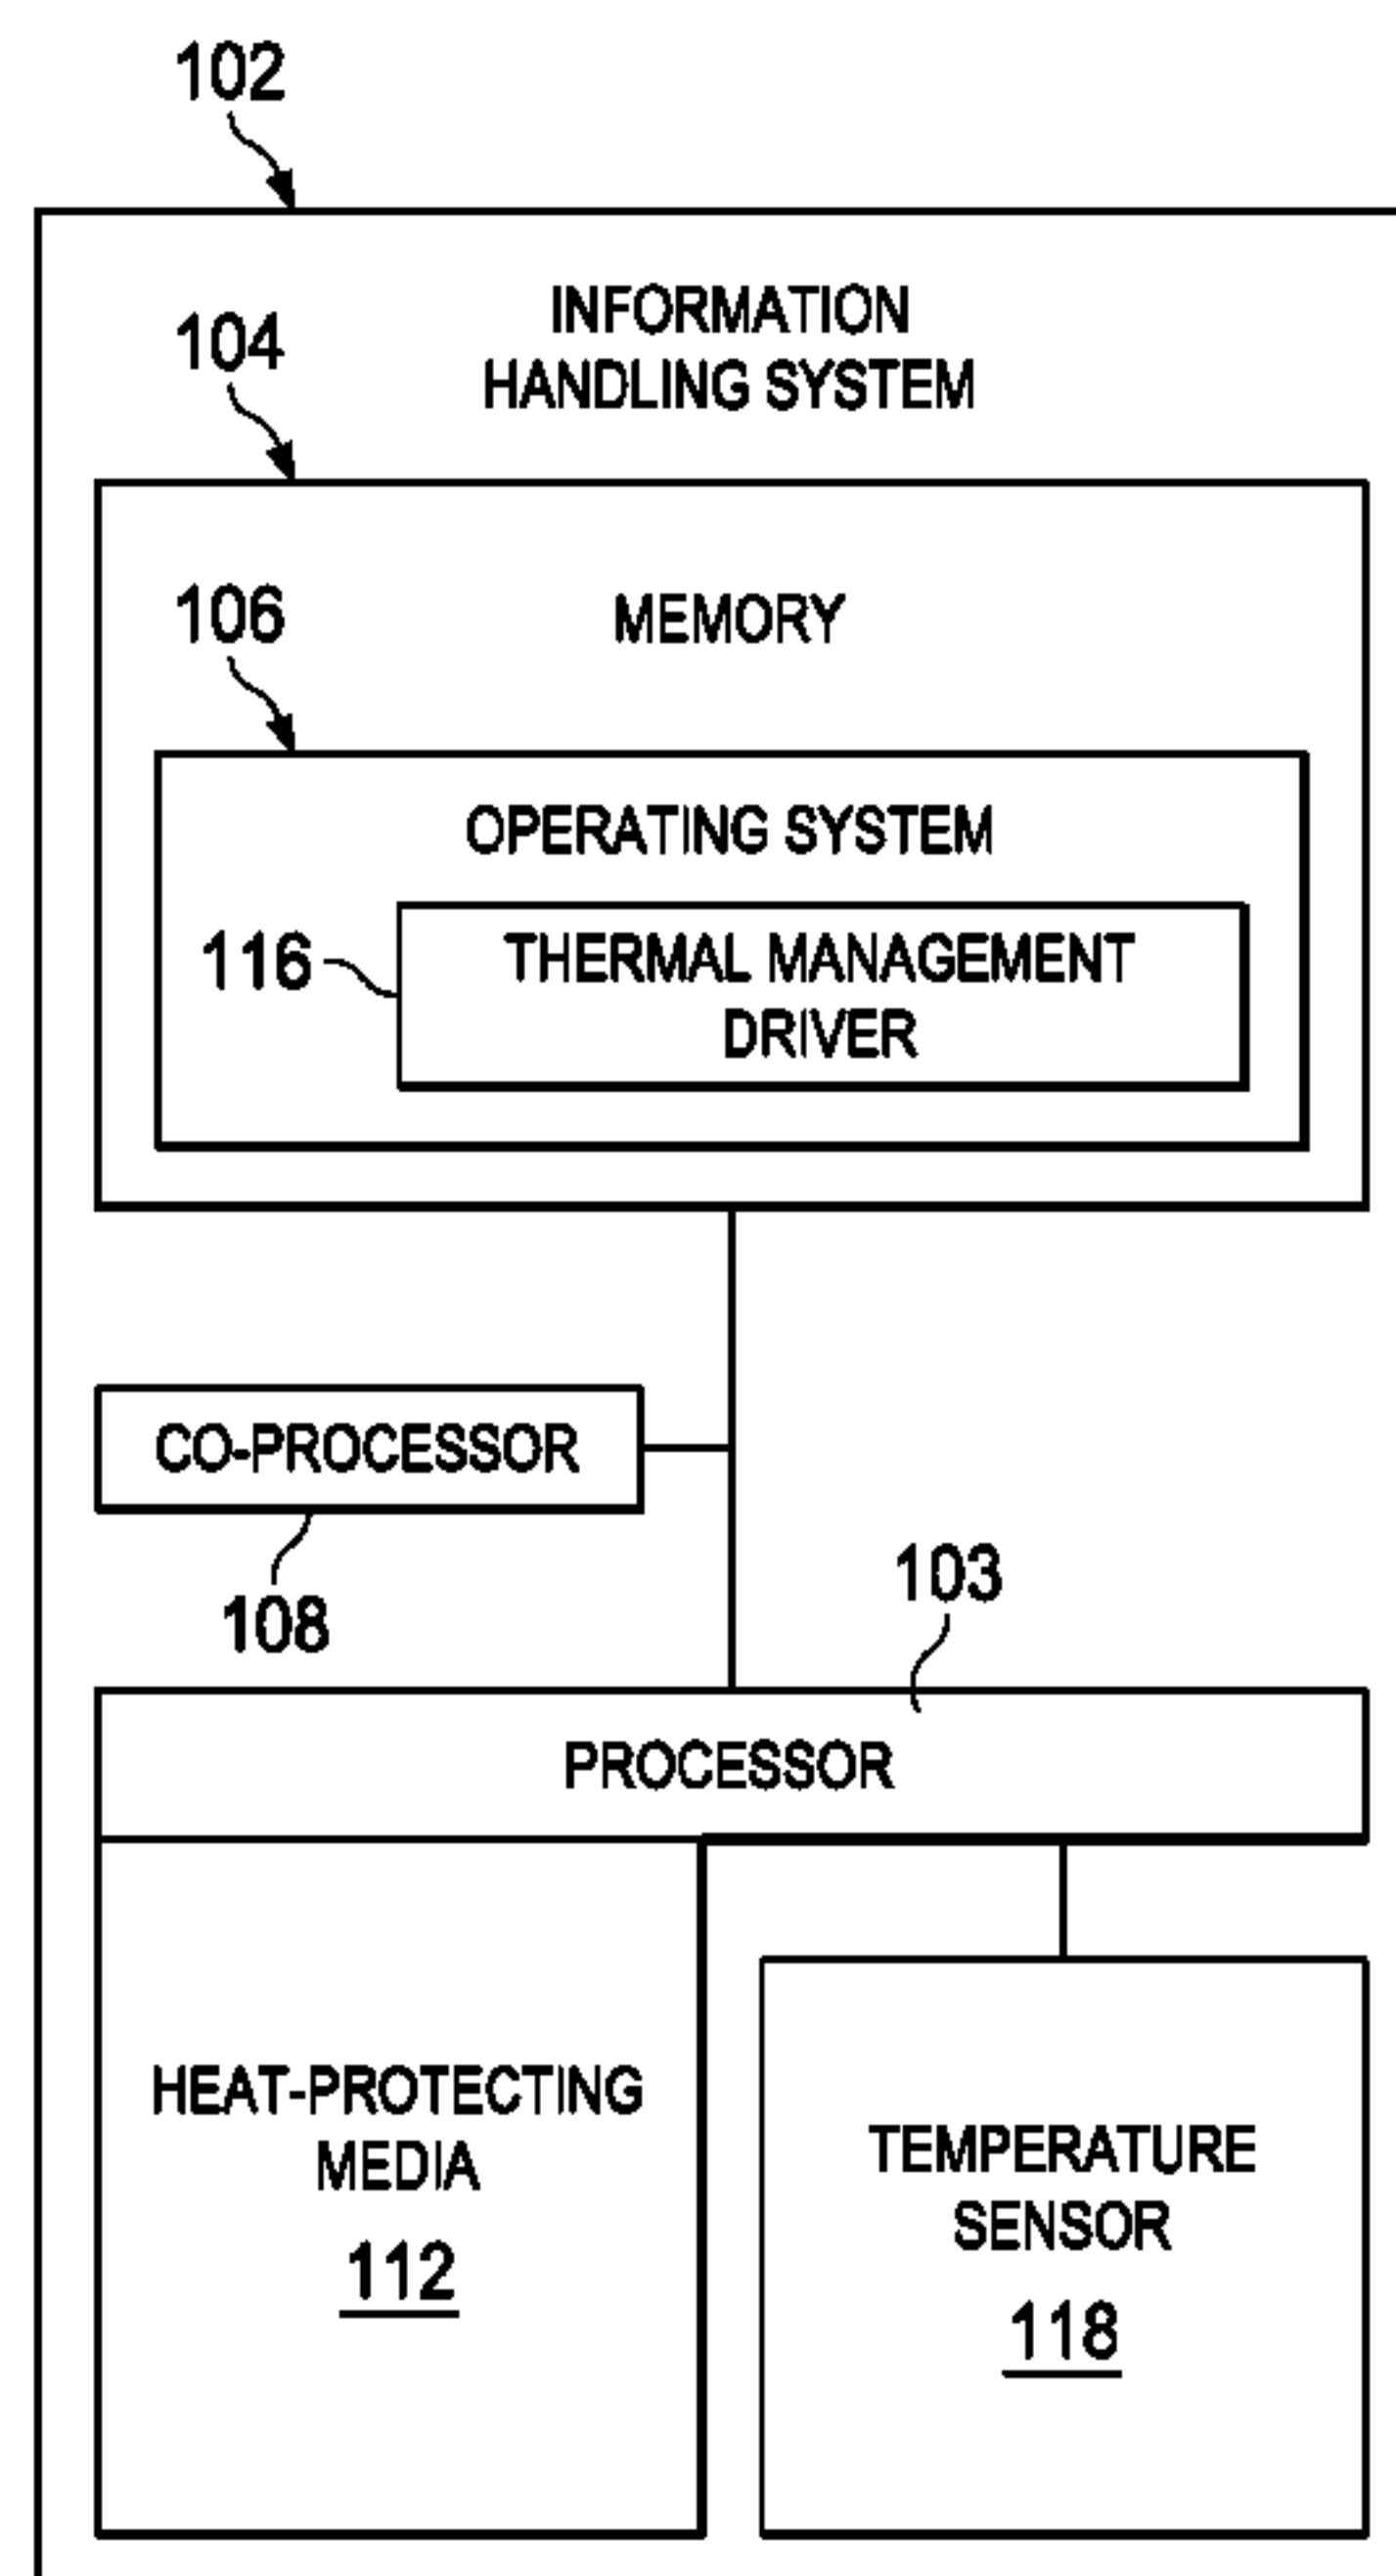 102
INFORMATION
HANDLING SYSTEM
104
MEMORY
106
OPERATING SYSTEM
116
THERMAL MANAGEMENT
DRIVER
CO-PROCESSOR
108
103
PROCESSOR
HEAT-PROTECTING
MEDIA
112
TEMPERATURE
SENSOR
118